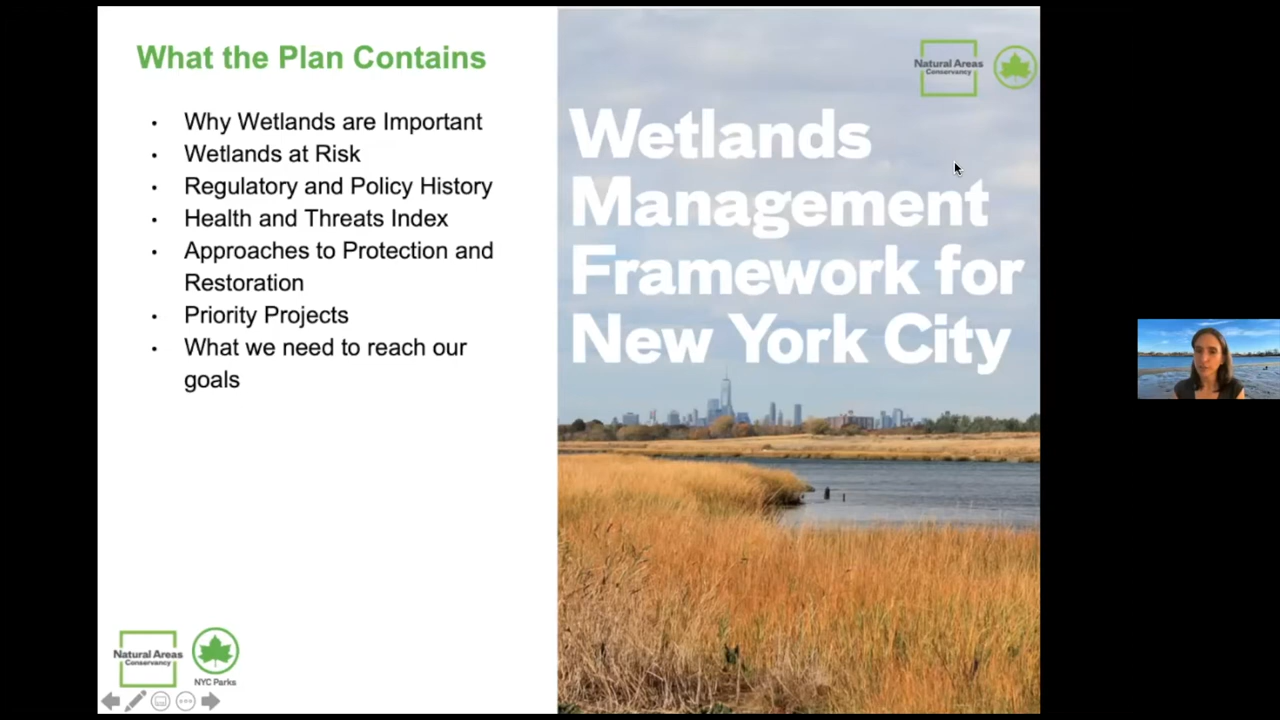 What the Plan Contains
• Why Wetlands are Important
• Wetlands at Risk
• Regulatory and Policy History
• Health and Threats Index
• Approaches to Protection and
Restoration
• Priority Projects
• What we need to reach our
goals
Natural Areas
Conservancy
NYC Parks
Natural Areas
Conservancy
Wetlands
Management
Framework for
New York City